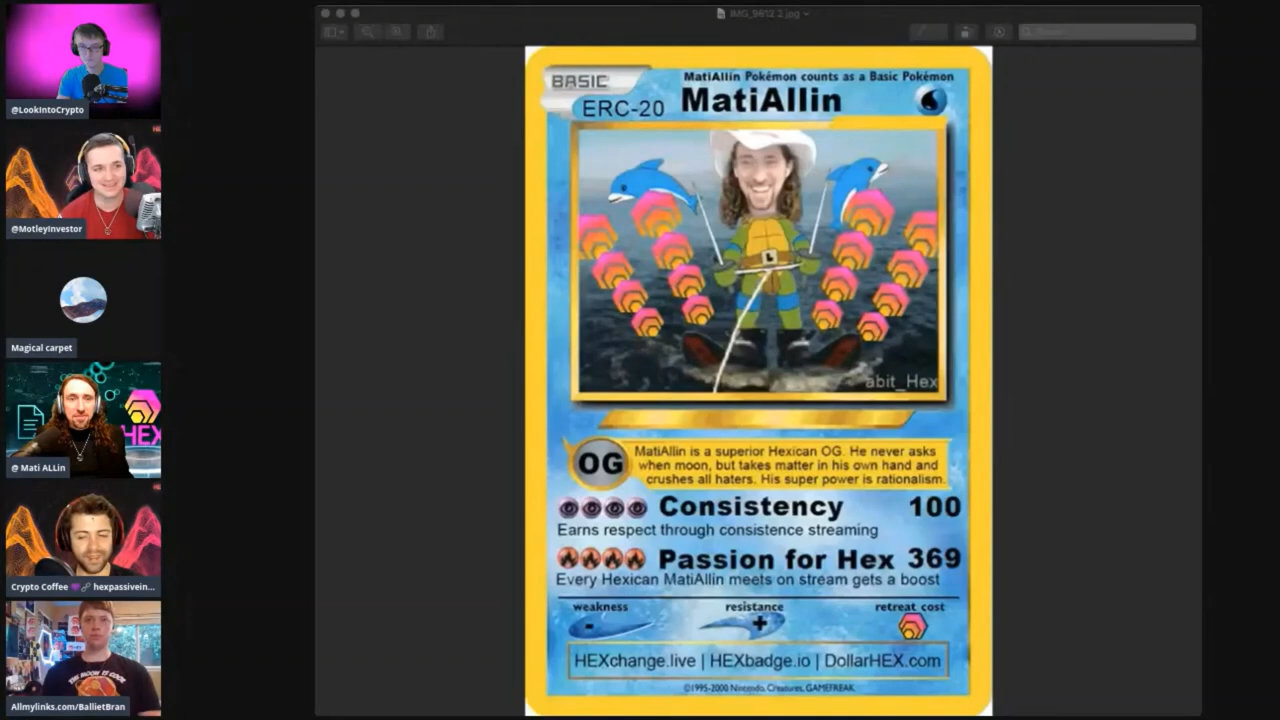 IMG_9612 2.jpg
@LookIntoCrypto
@MotleyInvestor
Magical carpet
HEX
@ Mati ALLin
Crypto Coffee 💜🔗 hexpassivein...
Allmylinks.com/BallietBran
BASIC
MatiAllin Pokémon counts as a Basic Pokémon
ERC-20 MatiAllin
abit_Hex
OG
MatiAllin is a superior Hexican OG. He never asks
when moon, but takes matter in his own hand and
crushes all haters. His super power is rationalism.
Consistency 100
Earns respect through consistence streaming
Passion for Hex 369
Every Hexican MatiAllin meets on stream gets a boost
weakness resistance retreat cost
- +
HEXchange.live | HEXbadge.io | DollarHEX.com
©1995-2000 Nintendo, Creatures, GAMEFREAK.